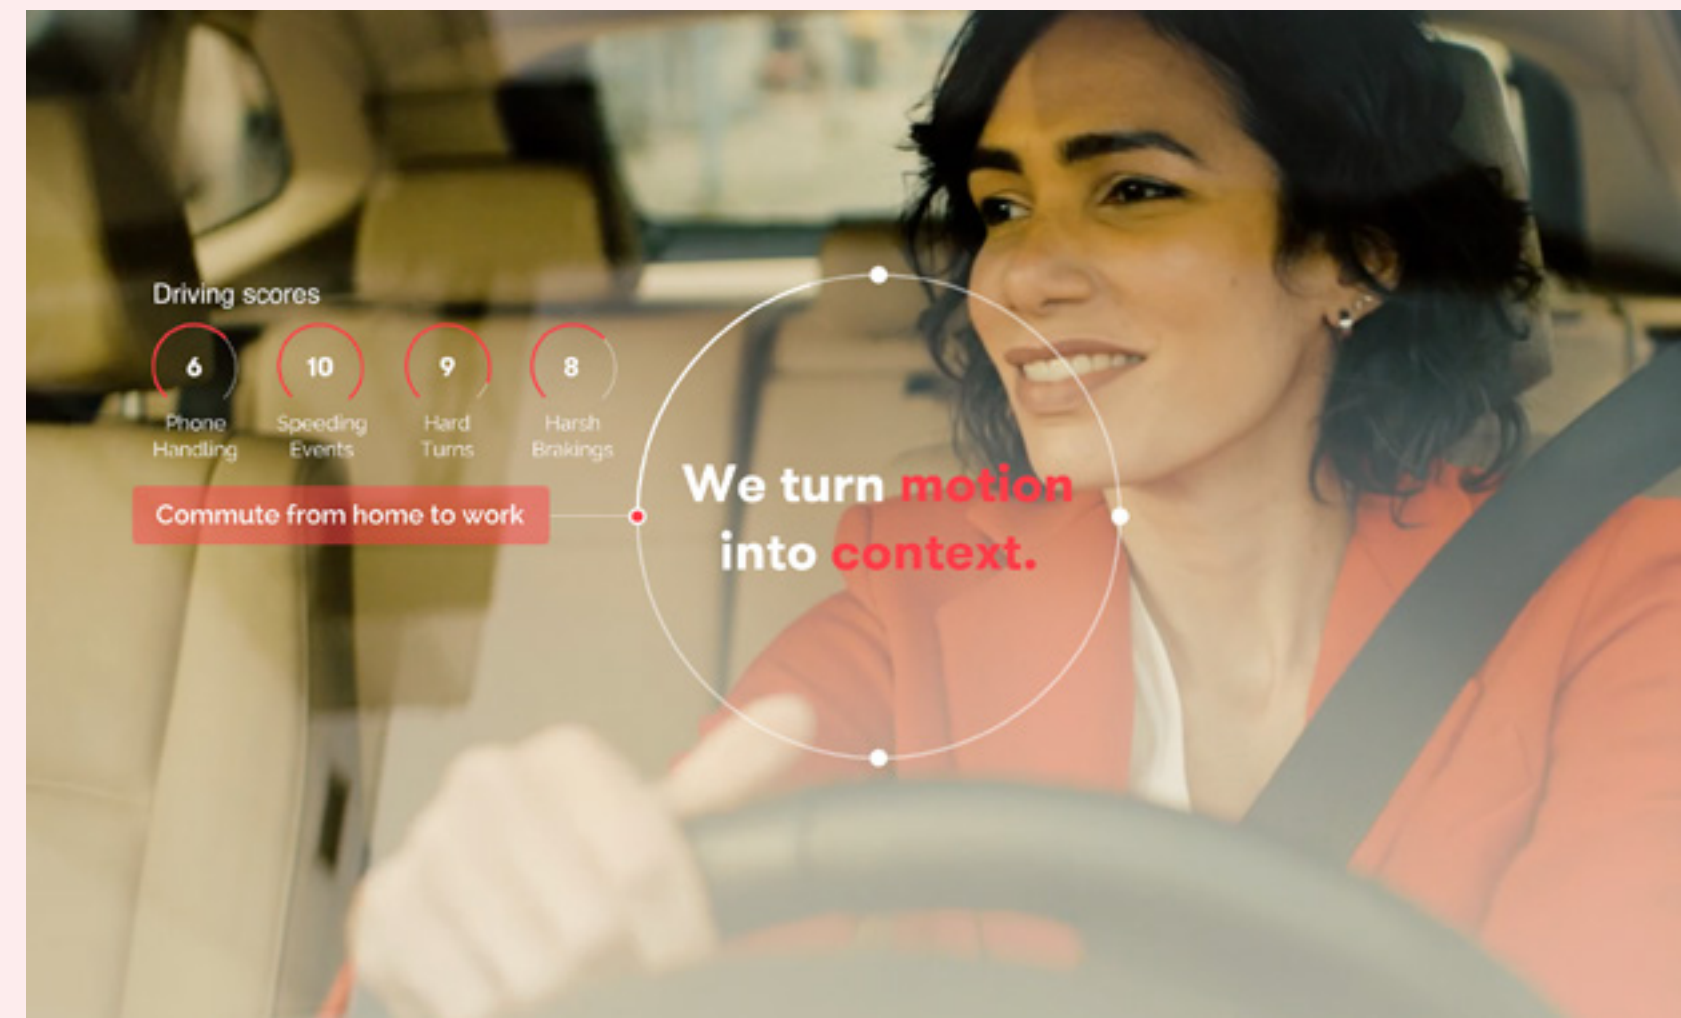 Driving scores
6 10 9 8
Phone Speeding Hard Harsh
Handling Events Turns Brakings
Commute from home to work
We turn motion
into context.